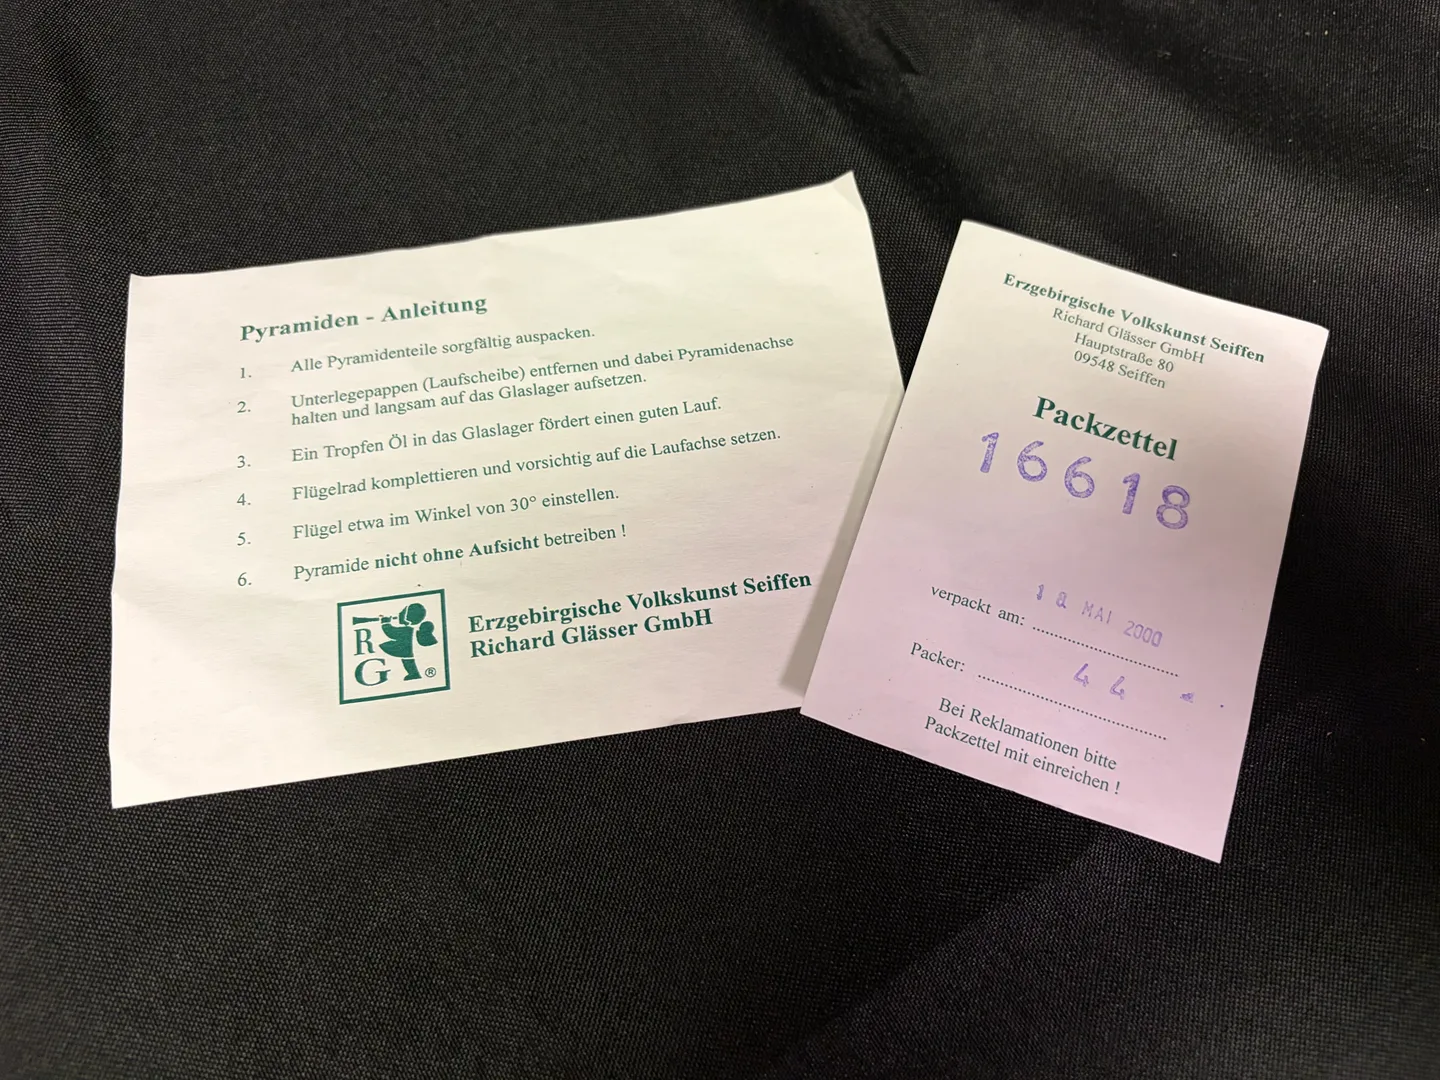 Pyramiden - Anleitung
1. Alle Pyramidenteile sorgfältig auspacken.
2. Unterlegepappen (Laufscheibe) entfernen und dabei Pyramidenachse
halten und langsam auf das Glaslager aufsetzen.
3. Ein Tropfen Öl in das Glaslager fördert einen guten Lauf.
4. Flügelrad komplettieren und vorsichtig auf die Laufachse setzen.
5. Flügel etwa im Winkel von 30° einstellen.
6. Pyramide nicht ohne Aufsicht betreiben !
R
G ®
Erzgebirgische Volkskunst Seiffen
Richard Glässer GmbH
Erzgebirgische Volkskunst Seiffen
Richard Glässer GmbH
Hauptstraße 80
09548 Seiffen
Packzettel
16618
verpackt am: 18 MAI 2000
Packer: 44
Bei Reklamationen bitte
Packzettel mit einreichen !